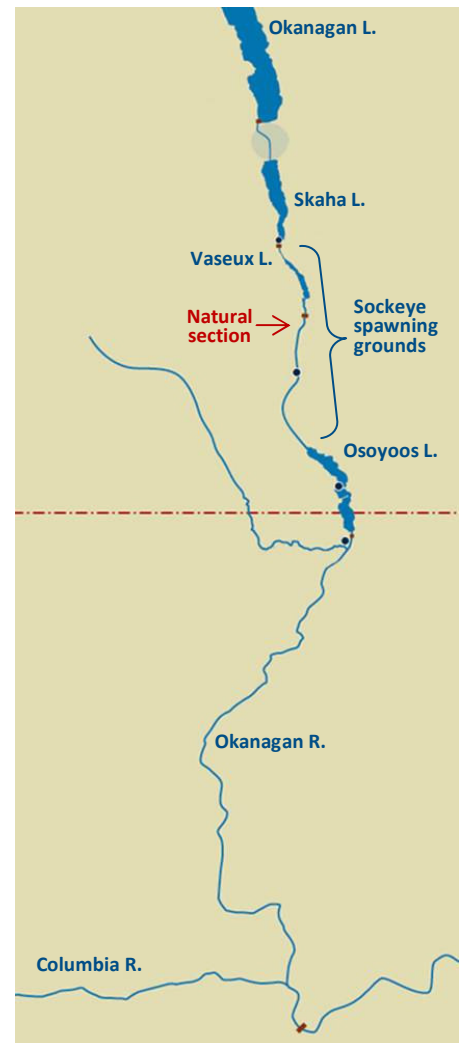 Okanagan L.
Skaha L.
Vaseux L.
Natural
section
Sockeye
spawning
grounds
Osoyoos L.
Okanagan R.
Columbia R.